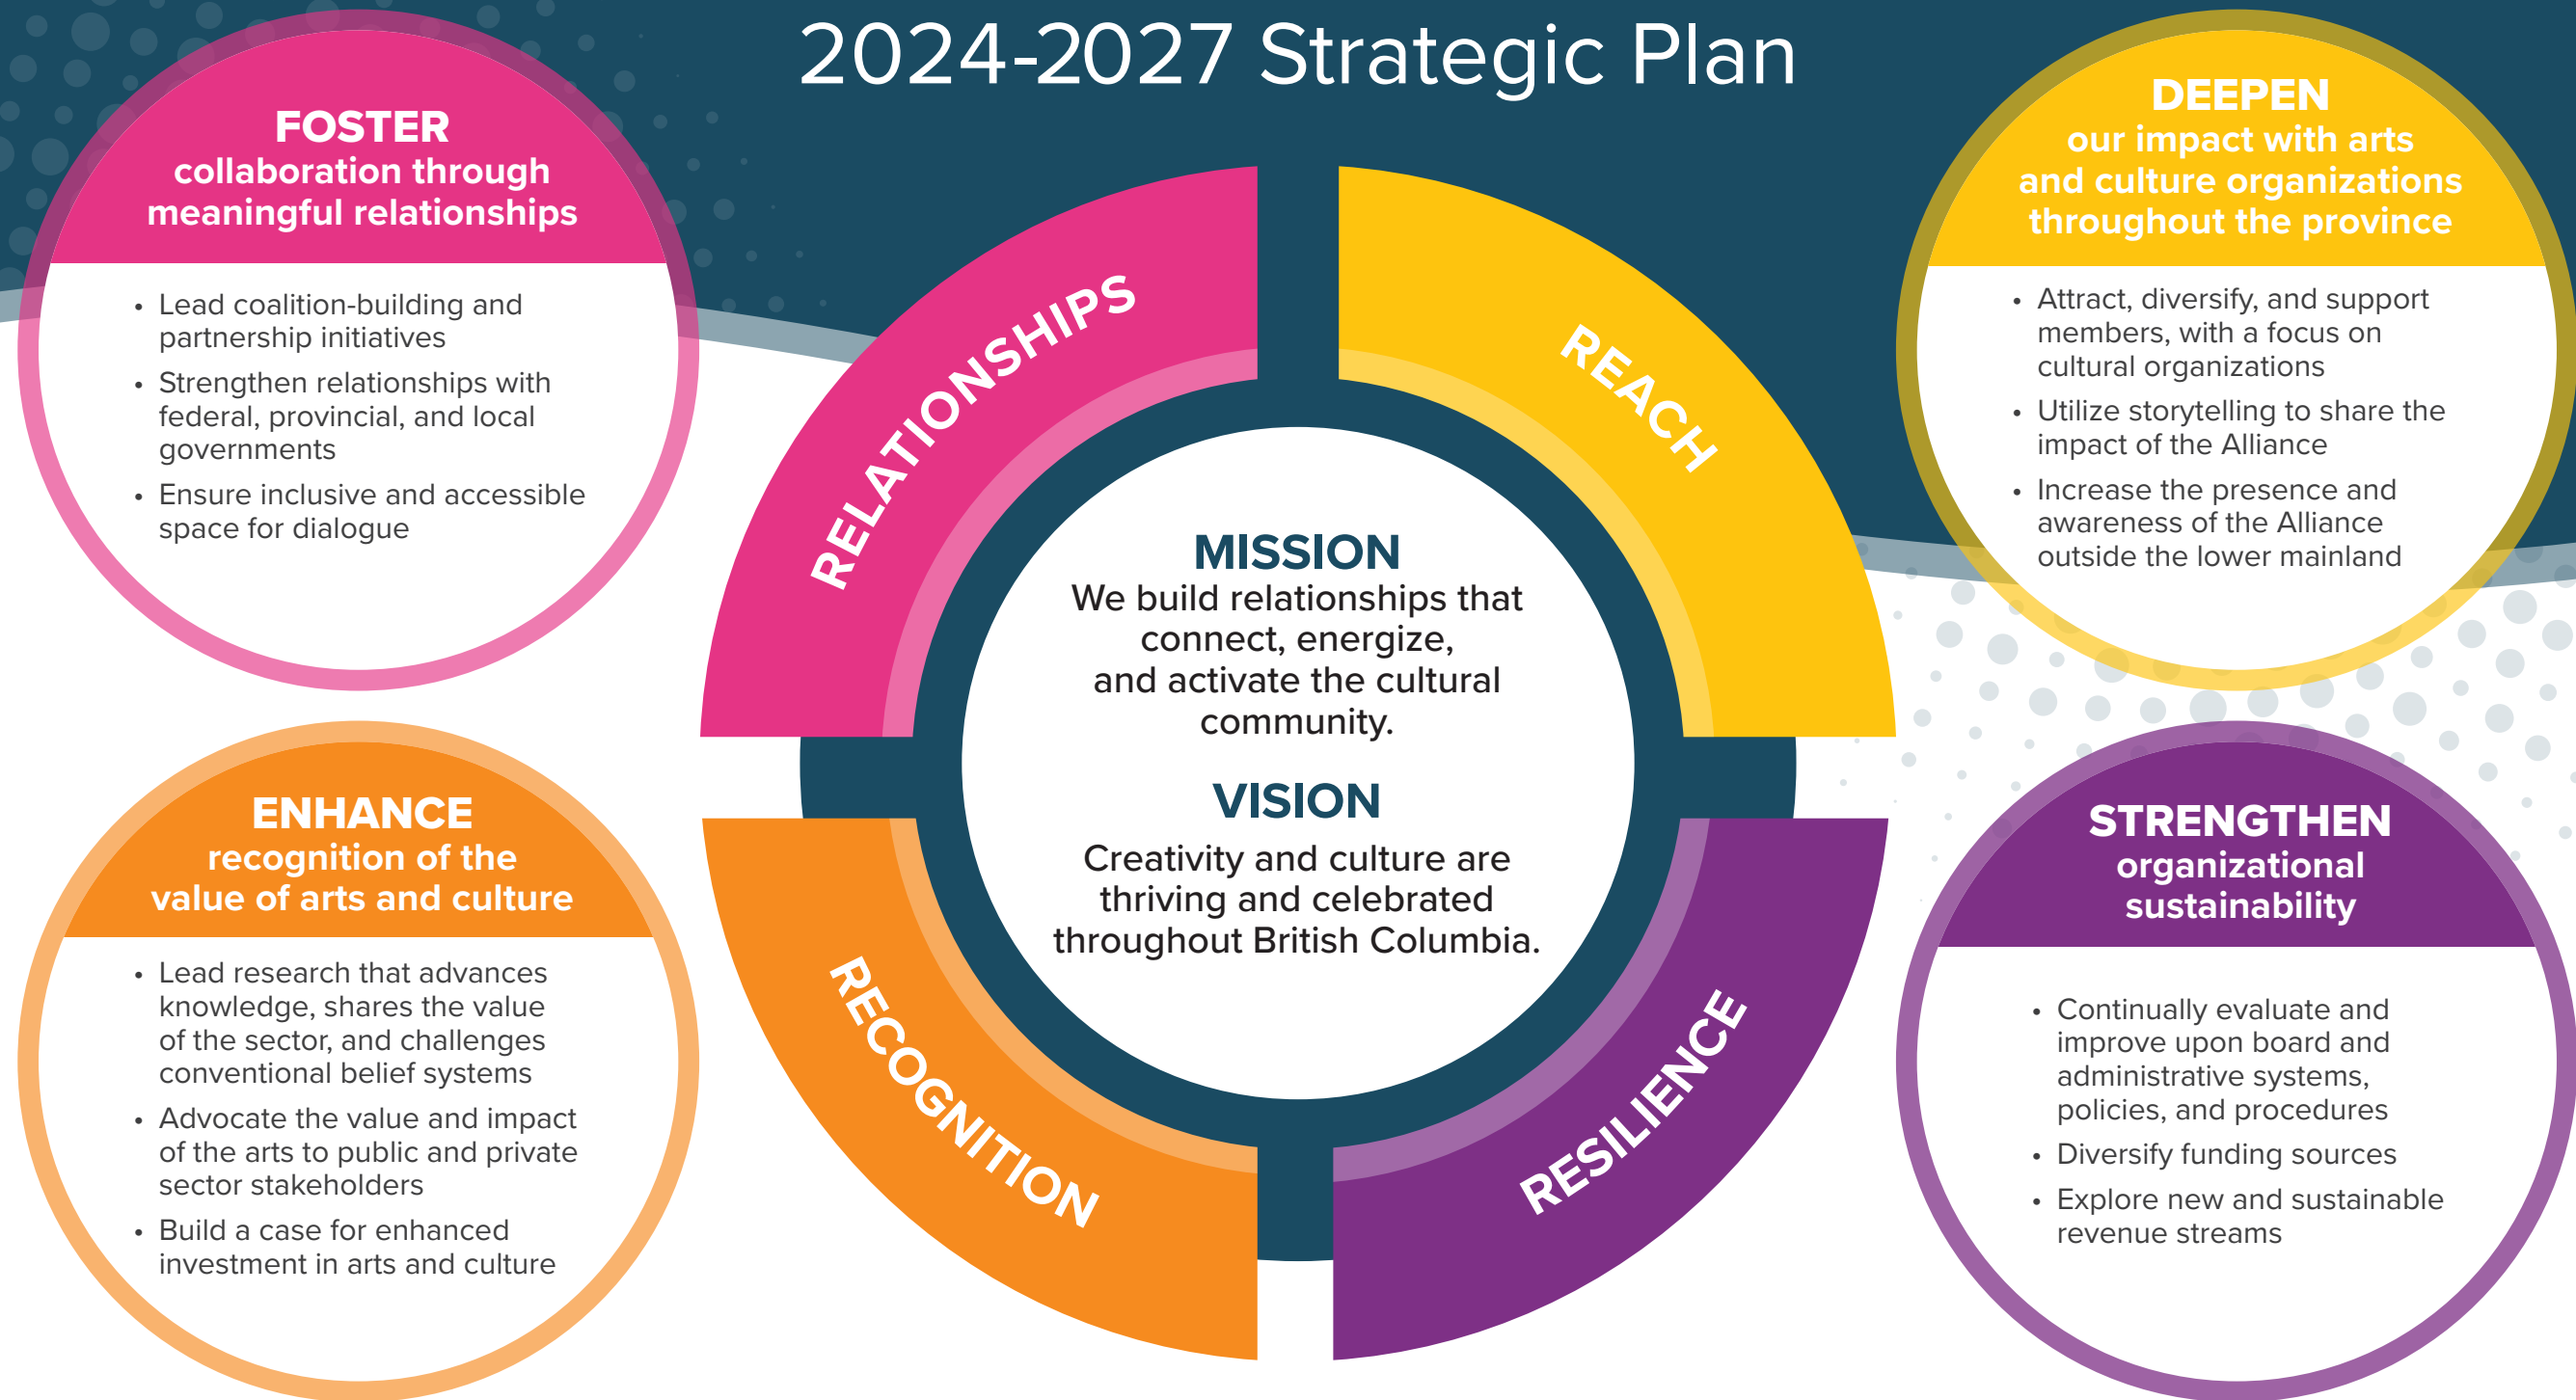 2024-2027 Strategic Plan
FOSTER
collaboration through
meaningful relationships
• Lead coalition-building and
partnership initiatives
• Strengthen relationships with
federal, provincial, and local
governments
• Ensure inclusive and accessible
space for dialogue
RELATIONSHIPS
REACH
DEEPEN
our impact with arts
and culture organizations
throughout the province
• Attract, diversify, and support
members, with a focus on
cultural organizations
• Utilize storytelling to share the
impact of the Alliance
• Increase the presence and
awareness of the Alliance
outside the lower mainland
MISSION
We build relationships that
connect, energize,
and activate the cultural
community.
VISION
Creativity and culture are
thriving and celebrated
throughout British Columbia.
ENHANCE
recognition of the
value of arts and culture
• Lead research that advances
knowledge, shares the value
of the sector, and challenges
conventional belief systems
• Advocate the value and impact
of the arts to public and private
sector stakeholders
• Build a case for enhanced
investment in arts and culture
RECOGNITION
RESILIENCE
STRENGTHEN
organizational
sustainability
• Continually evaluate and
improve upon board and
administrative systems,
policies, and procedures
• Diversify funding sources
• Explore new and sustainable
revenue streams